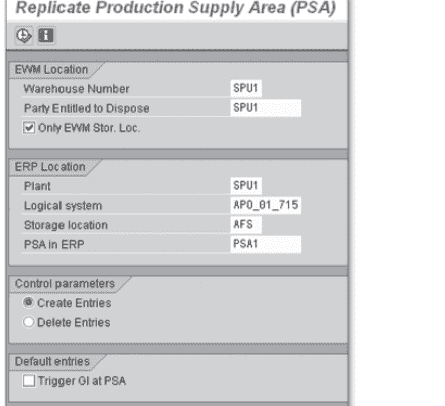 Replicate Production Supply Area (PSA)
EWM Location
Warehouse Number SPU1
Party Entitled to Dispose SPU1
Only EWM Stor. Loc.
ERP Location
Plant SPU1
Logical system AP0_01_715
Storage location AFS
PSA in ERP PSA1
Control parameters
Create Entries
Delete Entries
Default entries
Trigger GI at PSA